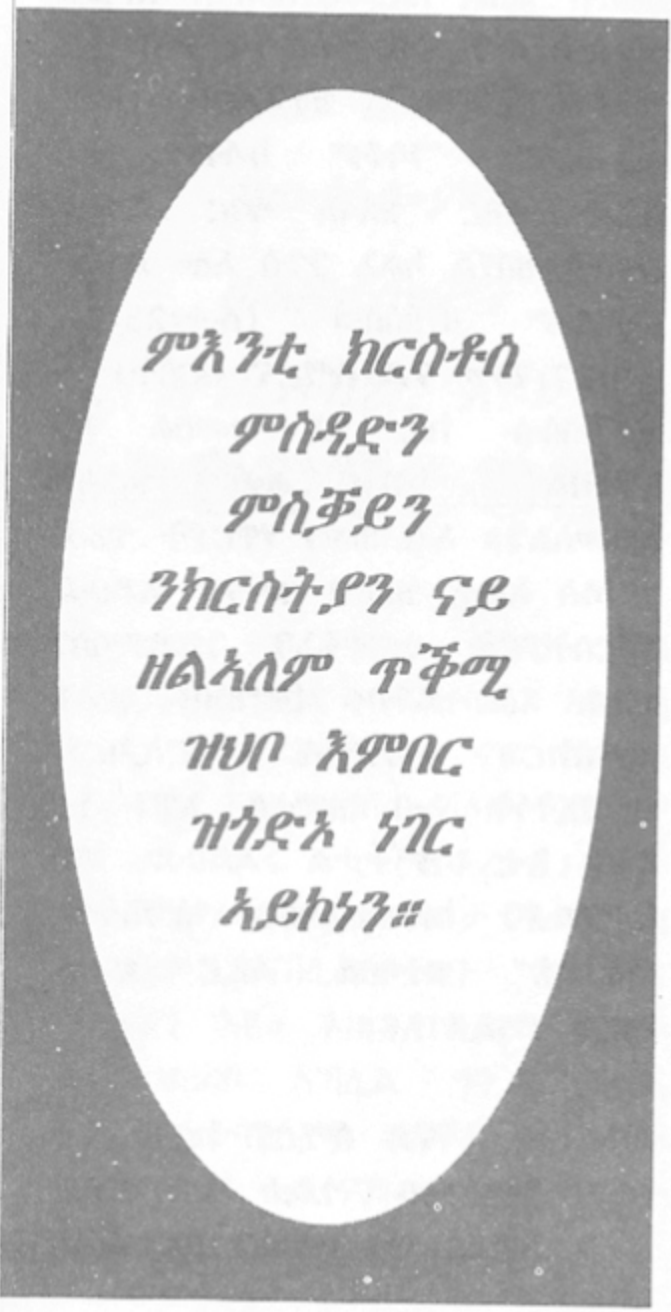 ምእንቲ ክርስቶስ
ምስዳድን
ምስቓይን
ንክርስትያን ናይ
ዘልኣለም ጥቕሚ
ዝህቦ እምበር
ዝጎድኦ ነገር
ኣይኮነን።